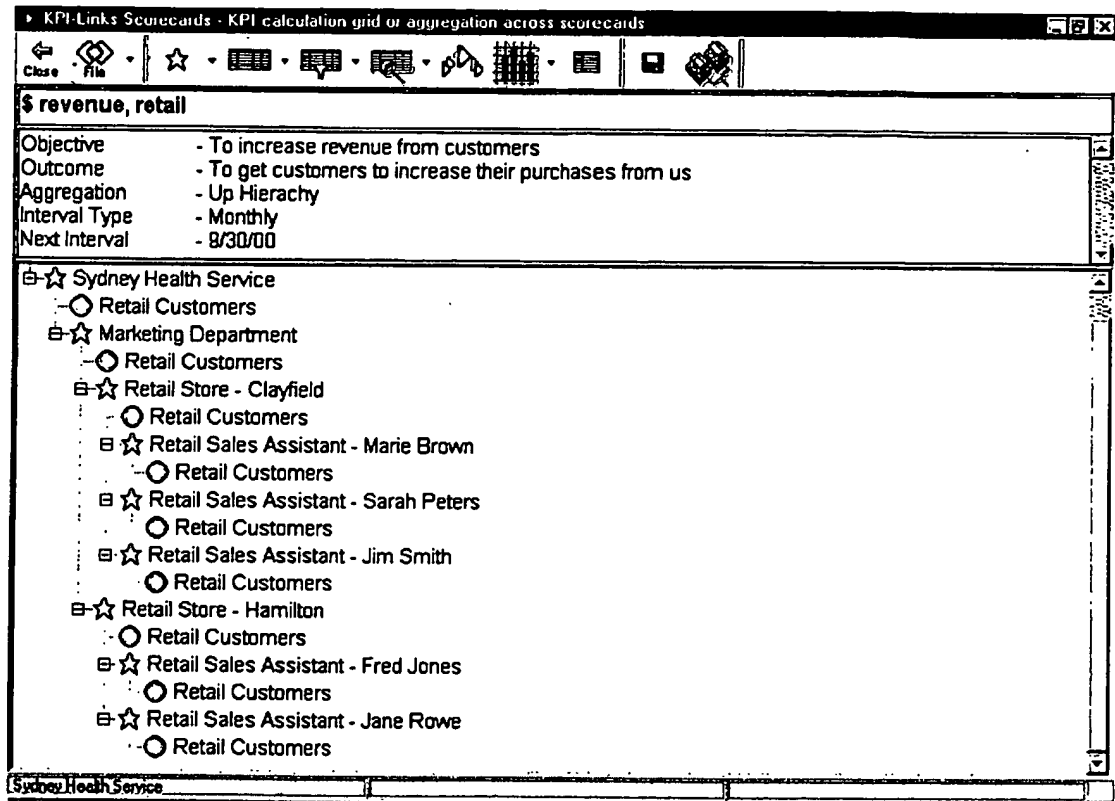 KPI-Links Scorecards - KPI calculation grid or aggregation across scorecards
Close File
$ revenue, retail
Objective - To increase revenue from customers
Outcome - To get customers to increase their purchases from us
Aggregation - Up Hierachy
Interval Type - Monthly
Next Interval - 9/30/00
Sydney Health Service
Retail Customers
Marketing Department
Retail Customers
Retail Store - Clayfield
Retail Customers
Retail Sales Assistant - Marie Brown
Retail Customers
Retail Sales Assistant - Sarah Peters
Retail Customers
Retail Sales Assistant - Jim Smith
Retail Customers
Retail Store - Hamilton
Retail Customers
Retail Sales Assistant - Fred Jones
Retail Customers
Retail Sales Assistant - Jane Rowe
Retail Customers
Sydney Health Service